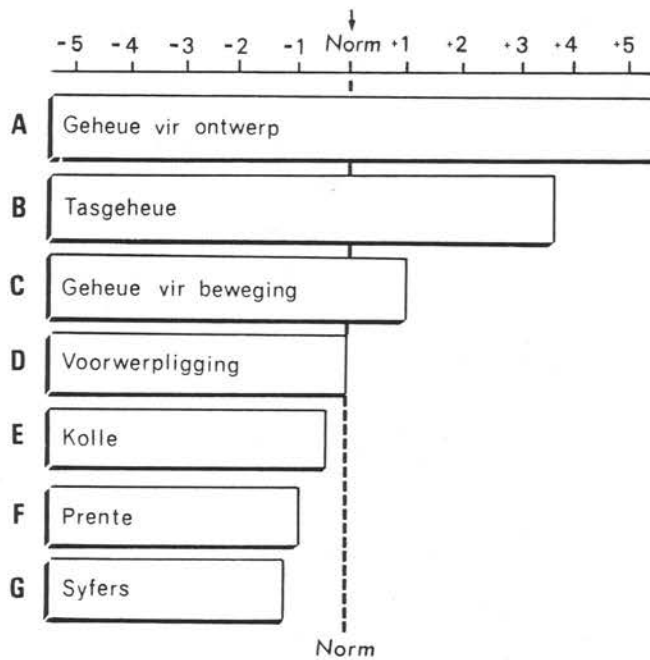 -5 -4 -3 -2 -1 Norm +1 +2 +3 +4 +5
A Geheue vir ontwerp
B Tasgeheue
C Geheue vir beweging
D Voorwerpligging
E Kolle
F Prente
G Syfers
Norm